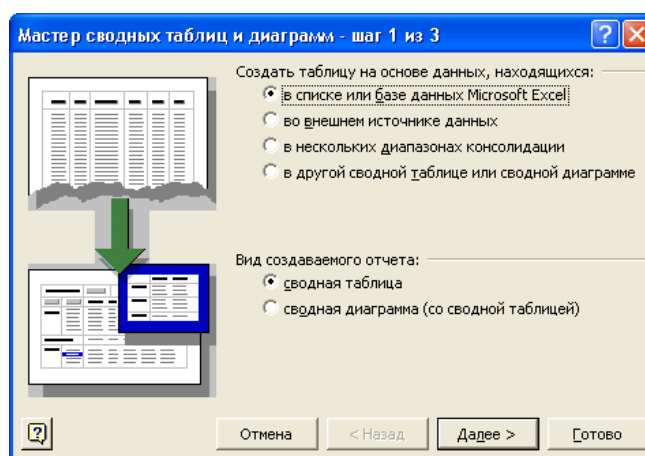 Мастер сводных таблиц и диаграмм - шаг 1 из 3
Создать таблицу на основе данных, находящихся:
в списке или базе данных Microsoft Excel
во внешнем источнике данных
в нескольких диапазонах консолидации
в другой сводной таблице или сводной диаграмме
Вид создаваемого отчета:
сводная таблица
сводная диаграмма (со сводной таблицей)
Отмена
< Назад
Далее >
Готово